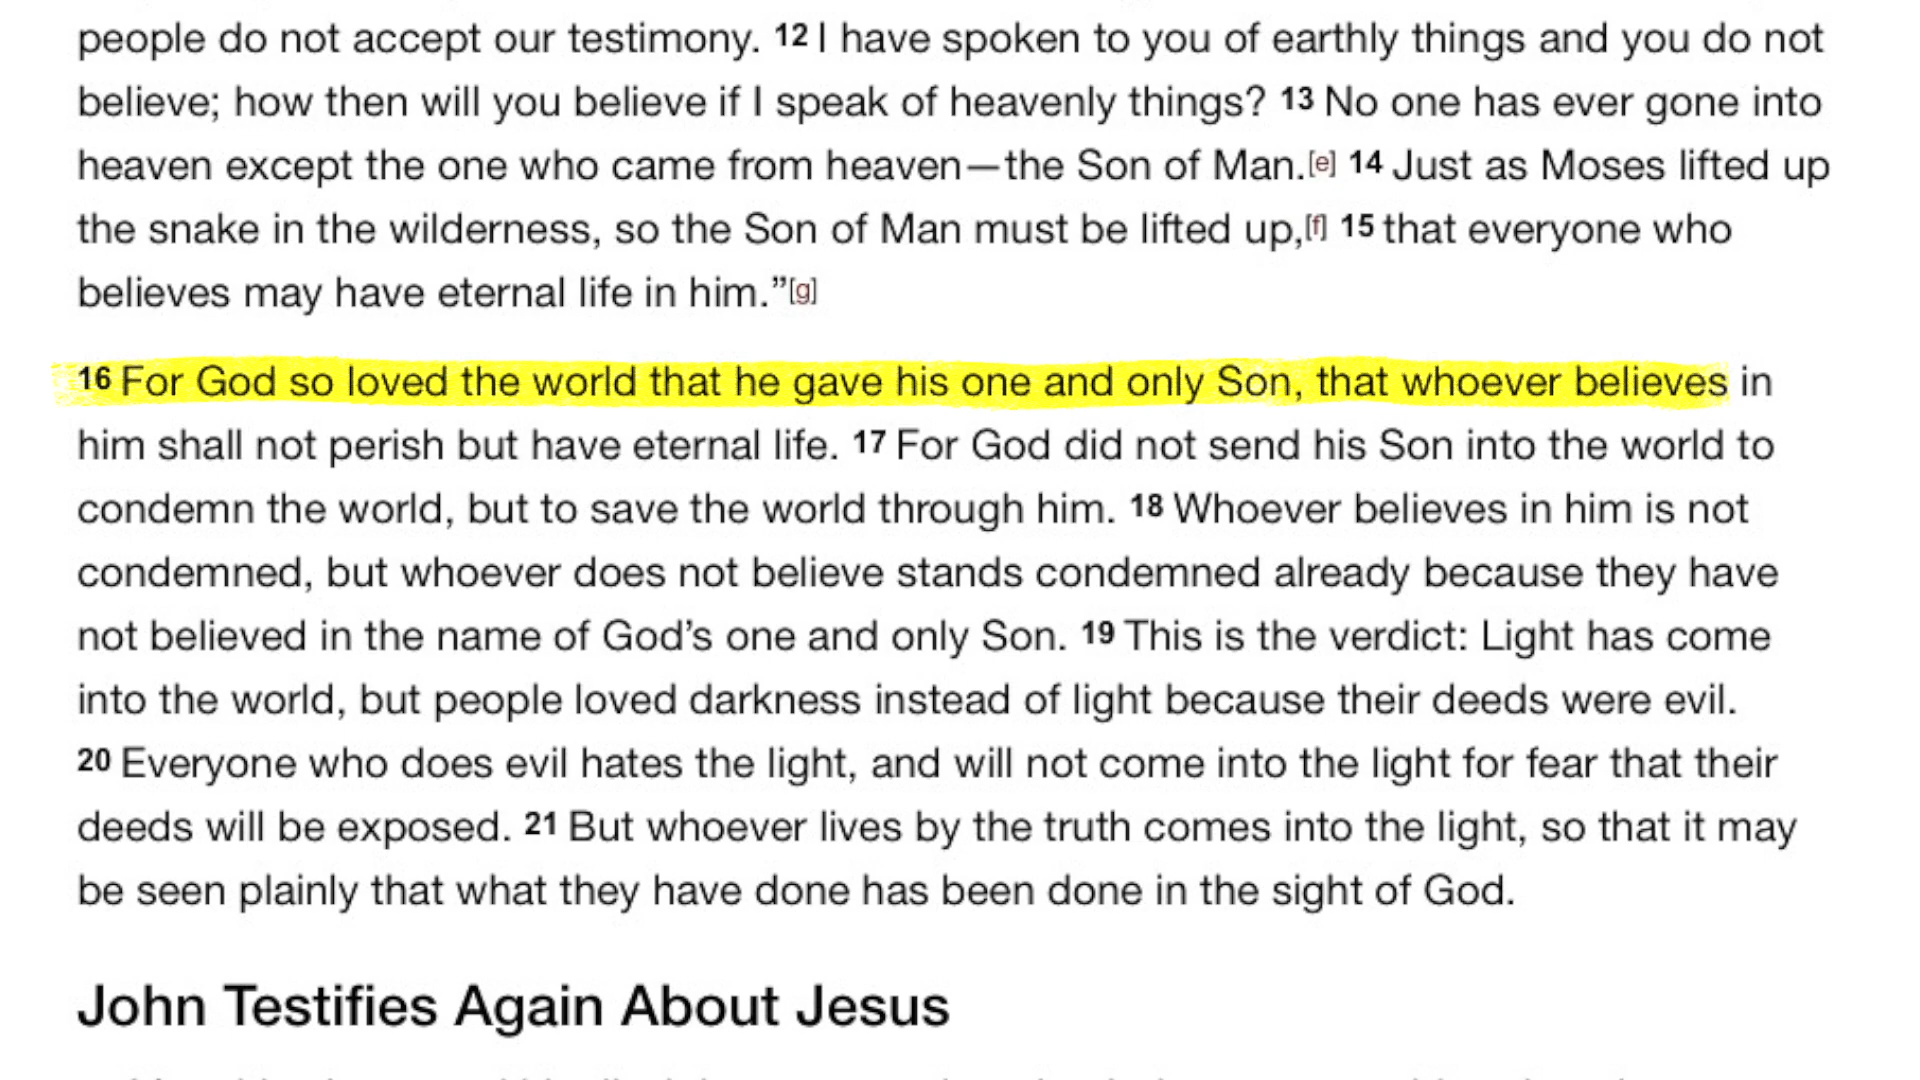 people do not accept our testimony. 12 I have spoken to you of earthly things and you do not
believe; how then will you believe if I speak of heavenly things? 13 No one has ever gone into
heaven except the one who came from heaven—the Son of Man.[e] 14 Just as Moses lifted up
the snake in the wilderness, so the Son of Man must be lifted up,[f] 15 that everyone who
believes may have eternal life in him.”[g]
16 For God so loved the world that he gave his one and only Son, that whoever believes in
him shall not perish but have eternal life. 17 For God did not send his Son into the world to
condemn the world, but to save the world through him. 18 Whoever believes in him is not
condemned, but whoever does not believe stands condemned already because they have
not believed in the name of God’s one and only Son. 19 This is the verdict: Light has come
into the world, but people loved darkness instead of light because their deeds were evil.
20 Everyone who does evil hates the light, and will not come into the light for fear that their
deeds will be exposed. 21 But whoever lives by the truth comes into the light, so that it may
be seen plainly that what they have done has been done in the sight of God.
John Testifies Again About Jesus